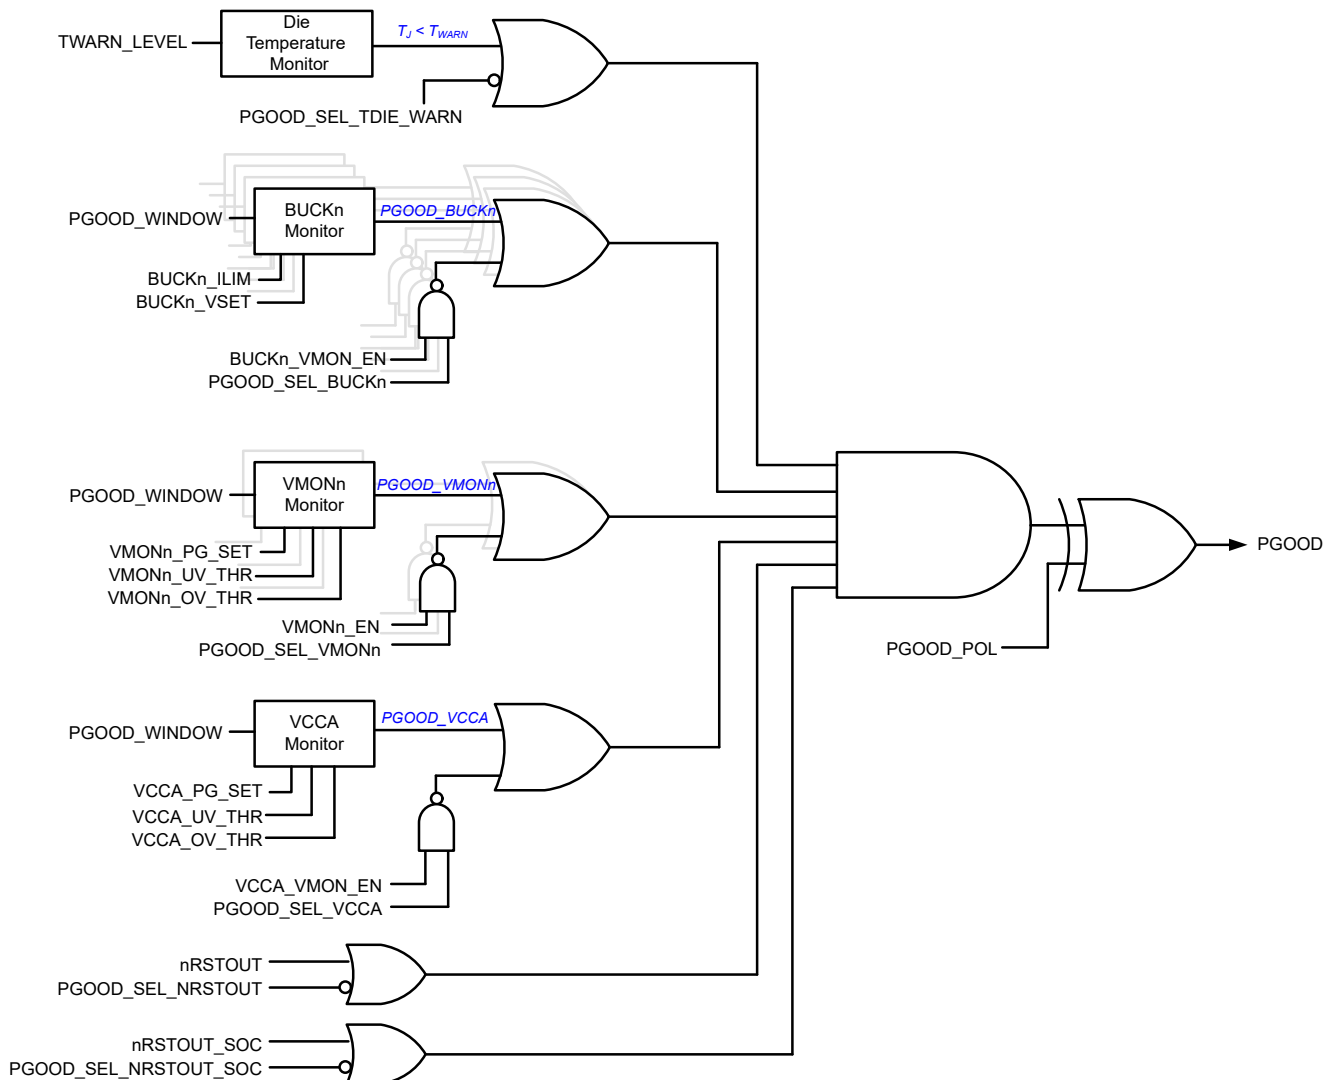 TWARN_LEVEL
Die
Temperature
Monitor
TJ < TWARN
PGOOD_SEL_TDIE_WARN
PGOOD_WINDOW
BUCKn
Monitor
PGOOD_BUCKn
BUCKn_ILIM
BUCKn_VSET
BUCKn_VMON_EN
PGOOD_SEL_BUCKn
PGOOD_WINDOW
VMONn
Monitor
PGOOD_VMONn
VMONn_PG_SET
VMONn_UV_THR
VMONn_OV_THR
VMONn_EN
PGOOD_SEL_VMONn
PGOOD
PGOOD_POL
PGOOD_WINDOW
VCCA
Monitor
PGOOD_VCCA
VCCA_PG_SET
VCCA_UV_THR
VCCA_OV_THR
VCCA_VMON_EN
PGOOD_SEL_VCCA
nRSTOUT
PGOOD_SEL_NRSTOUT
nRSTOUT_SOC
PGOOD_SEL_NRSTOUT_SOC